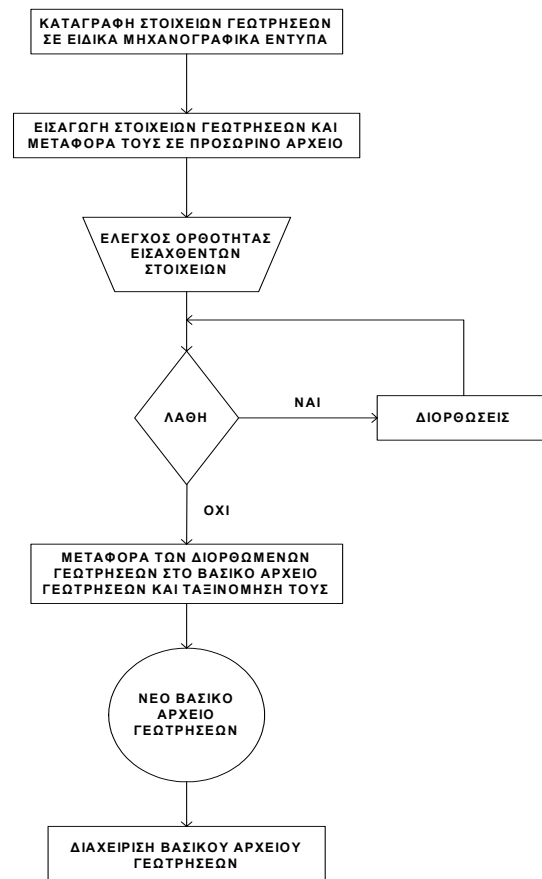 ΚΑΤΑΓΡΑΦΗ ΣΤΟΙΧΕΙΩΝ ΓΕΩΤΡΗΣΕΩΝ
ΣΕ ΕΙΔΙΚΑ ΜΗΧΑΝΟΓΡΑΦΙΚΑ ΕΝΤΥΠΑ
ΕΙΣΑΓΩΓΗ ΣΤΟΙΧΕΙΩΝ ΓΕΩΤΡΗΣΕΩΝ ΚΑΙ
ΜΕΤΑΦΟΡΑ ΤΟΥΣ ΣΕ ΠΡΟΣΩΡΙΝΟ ΑΡΧΕΙΟ
ΕΛΕΓΧΟΣ ΟΡΘΟΤΗΤΑΣ
ΕΙΣΑΧΘΕΝΤΩΝ
ΣΤΟΙΧΕΙΩΝ
ΛΑΘΗ
ΝΑΙ
ΔΙΟΡΘΩΣΕΙΣ
ΟΧΙ
ΜΕΤΑΦΟΡΑ ΤΩΝ ΔΙΟΡΘΩΜΕΝΩΝ
ΓΕΩΤΡΗΣΕΩΝ ΣΤΟ ΒΑΣΙΚΟ ΑΡΧΕΙΟ
ΓΕΩΤΡΗΣΕΩΝ ΚΑΙ ΤΑΞΙΝΟΜΗΣΗ ΤΟΥΣ
ΝΕΟ ΒΑΣΙΚΟ
ΑΡΧΕΙΟ
ΓΕΩΤΡΗΣΕΩΝ
ΔΙΑΧΕΙΡΙΣΗ ΒΑΣΙΚΟΥ ΑΡΧΕΙΟΥ
ΓΕΩΤΡΗΣΕΩΝ